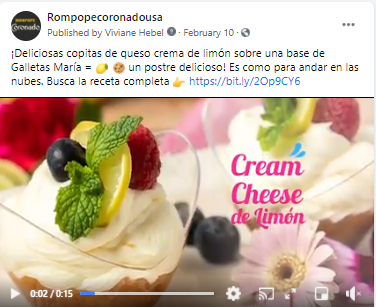 Rompopecoronadousa
Published by Viviane Hebel · February 10 ·
CORONADO
¡Deliciosas copitas de queso crema de limón sobre una base de
Galletas María = 🍋 🍪 un postre delicioso! Es como para andar en las
nubes. Busca la receta completa 👉 https://bit.ly/2Op9CY6
Cream
Cheese
de Limón
0:02 / 0:15